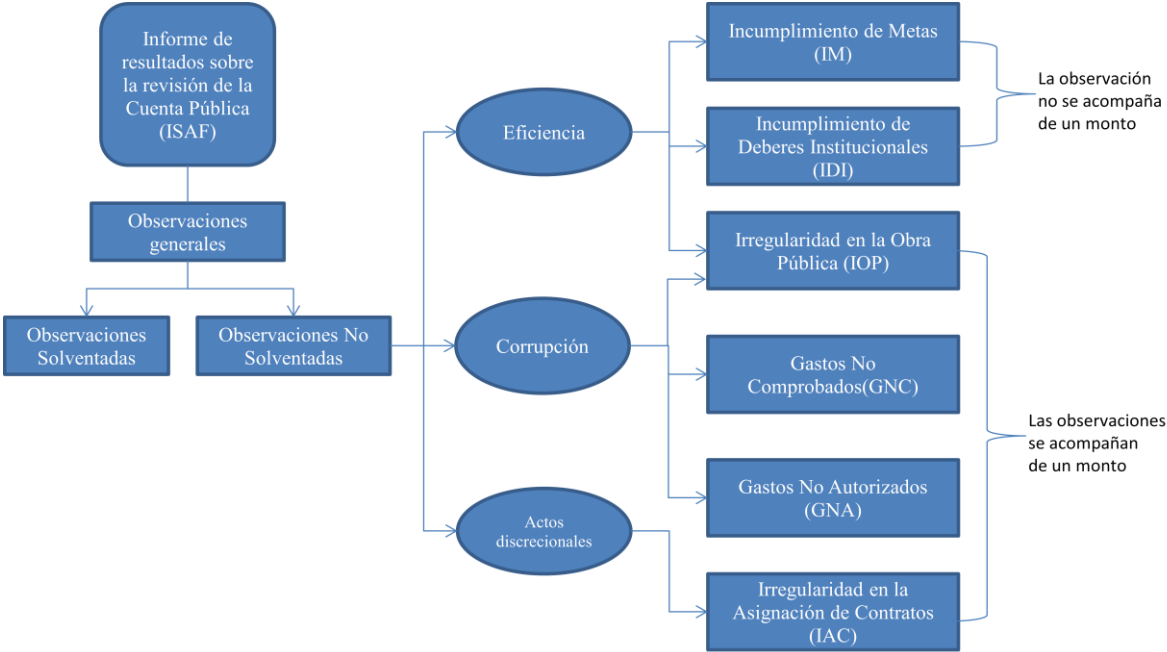 Informe de
resultados sobre
la revisión de la
Cuenta Pública
(ISAF)
Observaciones
generales
Observaciones
Solventadas
Observaciones No
Solventadas
Eficiencia
Corrupción
Actos
discrecionales
Incumplimiento de Metas
(IM)
Incumplimiento de
Deberes Institucionales
(IDI)
Irregularidad en la Obra
Pública (IOP)
Gastos No
Comprobados(GNC)
Gastos No Autorizados
(GNA)
Irregularidad en la
Asignación de Contratos
(IAC)
La observación
no se acompaña
de un monto
Las observaciones
se acompañan
de un monto